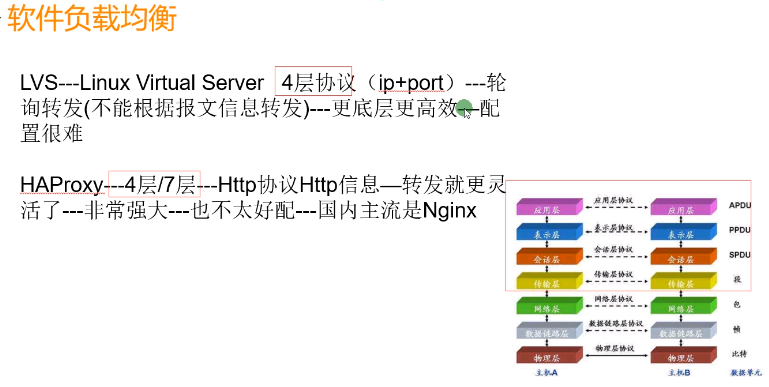 软件负载均衡
LVS---Linux Virtual Server 4层协议（ip+port）---轮
询转发(不能根据报文信息转发)---更底层更高效---配
置很难
HAProxy---4层/7层---Http协议Http信息—转发就更灵
活了---非常强大---也不太好配---国内主流是Nginx
应用层 应用层协议 应用层 APDU
表示层 表示层协议 表示层 PPDU
会话层 会话层协议 会话层 SPDU
传输层 传输层协议 传输层 段
网络层 网络层协议 网络层 包
数据链路层 数据链路层协议 数据链路层 帧
物理层 物理层协议 物理层 比特
主机A 主机B 数据单元